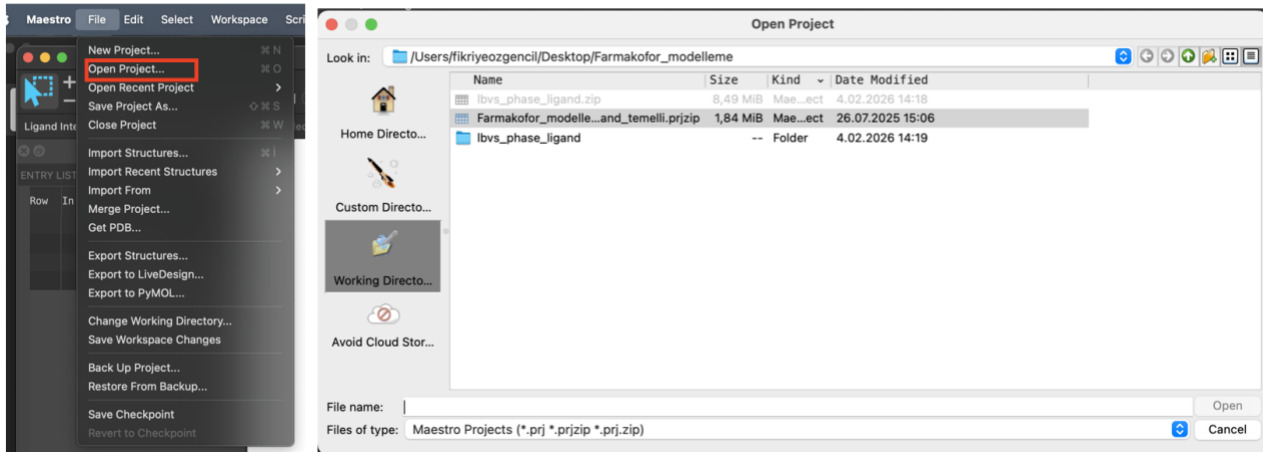 Maestro File Edit Select Workspace Scri
New Project... ⌘ N
Open Project... ⌘ O
Open Recent Project >
Save Project As... ⇧ ⌘ S
Close Project ⌘ W
Import Structures... ⌘ I
Import Recent Structures >
Import From >
Merge Project...
Get PDB...
Export Structures...
Export to LiveDesign...
Export to PyMOL...
Change Working Directory...
Save Workspace Changes
Back Up Project...
Restore From Backup...
Save Checkpoint
Revert to Checkpoint
Ligand Inte
ENTRY LIST
Row In
Open Project
Look in: /Users/fikriyeozgencil/Desktop/Farmakofor_modelleme
Home Directo...
Custom Directo...
Working Directo...
Avoid Cloud Stor...
Name Size Kind Date Modified
lbvs_phase_ligand.zip 8,49 MiB Mae...ect 4.02.2026 14:18
Farmakofor_modelle...and_temelli.prjzip 1,84 MiB Mae...ect 26.07.2025 15:06
lbvs_phase_ligand -- Folder 4.02.2026 14:19
File name: Open
Files of type: Maestro Projects (*.prj *.prjzip *.prj.zip) Cancel